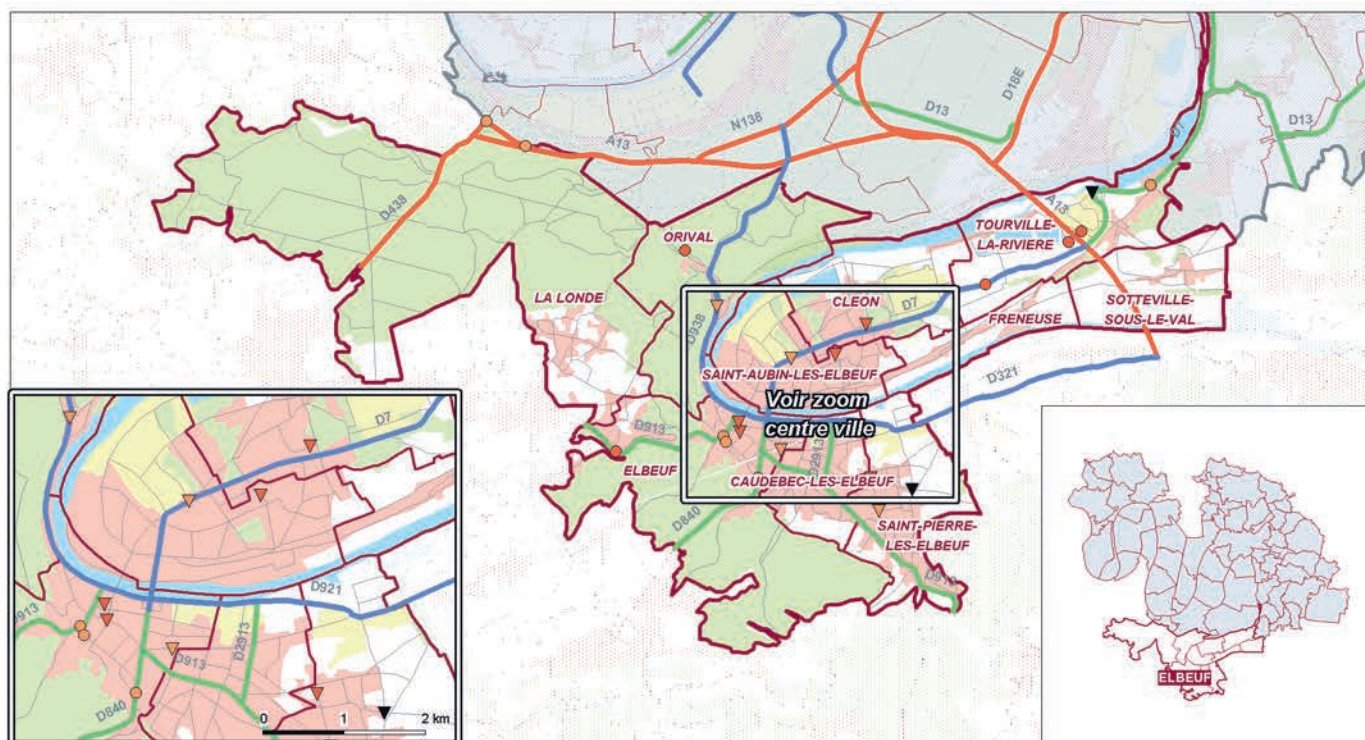 N138
A13
D13
D18E
D13
D7
D438
ORIVAL
A13
TOURVILLE-
LA-RIVIERE
LA LONDE
D938
CLEON
D7
FRENEUSE
SOTTEVILLE-
SOUS-LE-VAL
SAINT-AUBIN-LES-ELBEUF
D321
Voir zoom
centre ville
D913
D2913
ELBEUF
CAUDEBEC-LES-ELBEUF
D840
SAINT-PIERRE-
LES-ELBEUF
D913
D7
D921
D913
D2913
D913
D840
0 1 2 km
ELBEUF